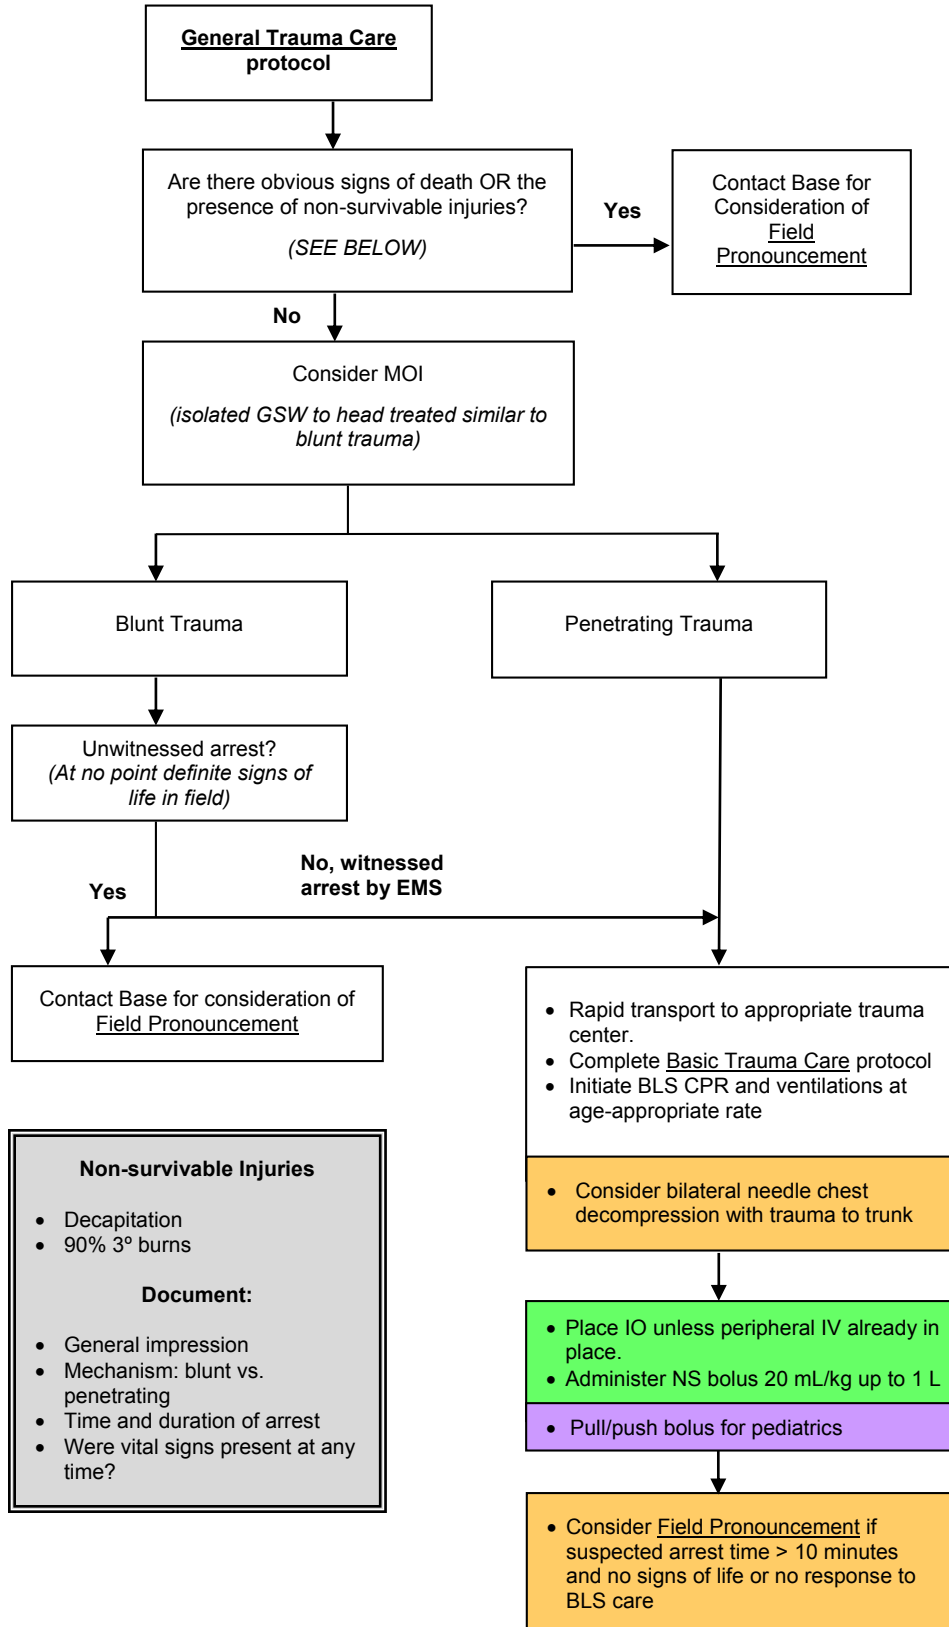 General Trauma Care
protocol
Are there obvious signs of death OR the
presence of non-survivable injuries?
(SEE BELOW)
Yes
Contact Base for
Consideration of
Field
Pronouncement
No
Consider MOI
(isolated GSW to head treated similar to
blunt trauma)
Blunt Trauma
Penetrating Trauma
Unwitnessed arrest?
(At no point definite signs of
life in field)
Yes
No, witnessed
arrest by EMS
Contact Base for consideration of
Field Pronouncement
• Rapid transport to appropriate trauma
center.
• Complete Basic Trauma Care protocol
• Initiate BLS CPR and ventilations at
age-appropriate rate
• Consider bilateral needle chest
decompression with trauma to trunk
• Place IO unless peripheral IV already in
place.
• Administer NS bolus 20 mL/kg up to 1 L
• Pull/push bolus for pediatrics
• Consider Field Pronouncement if
suspected arrest time > 10 minutes
and no signs of life or no response to
BLS care
Non-survivable Injuries
• Decapitation
• 90% 3º burns
Document:
• General impression
• Mechanism: blunt vs.
penetrating
• Time and duration of arrest
• Were vital signs present at any
time?